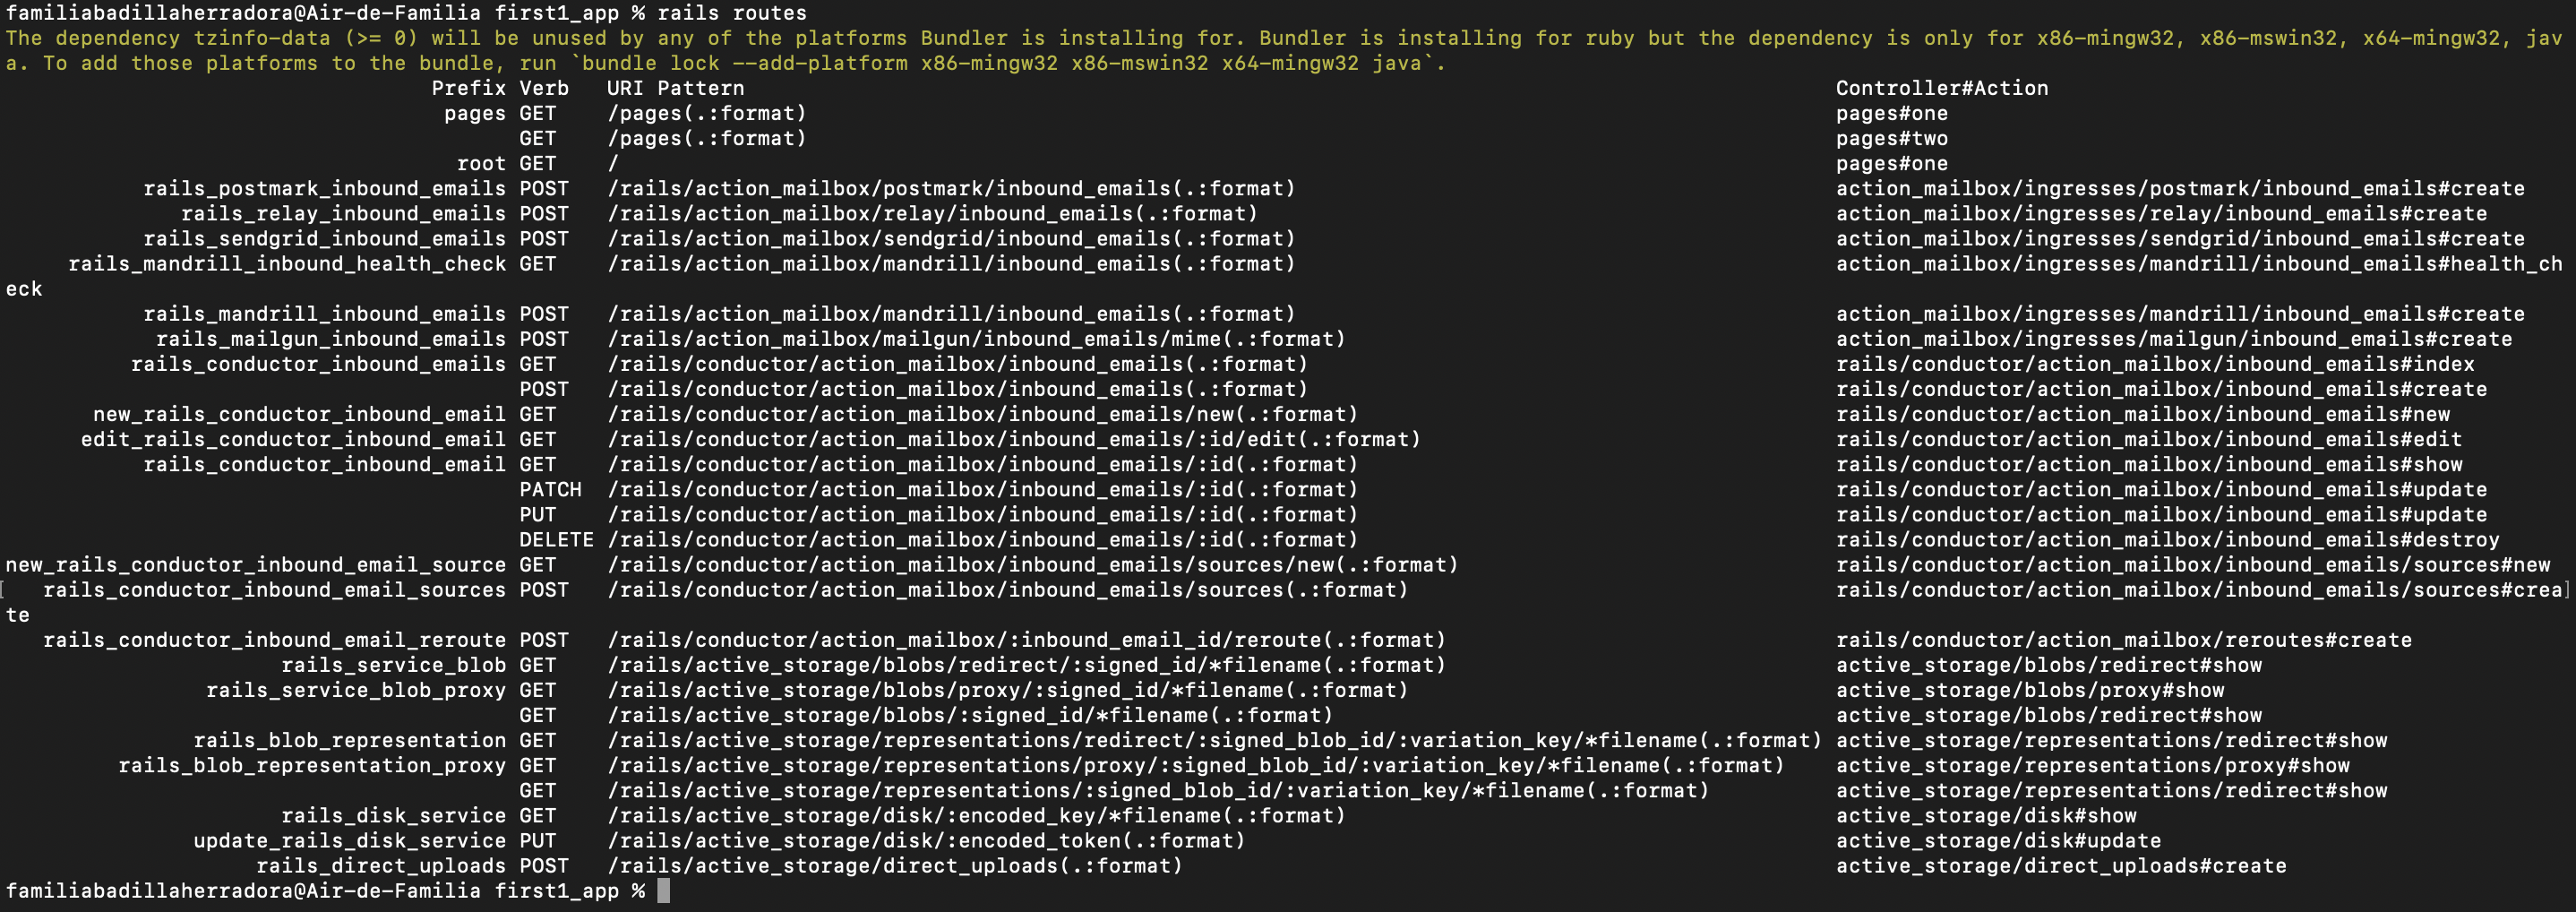 familiabadillaherradora@Air-de-Familia first1_app % rails routes
The dependency tzinfo-data (>= 0) will be unused by any of the platforms Bundler is installing for. Bundler is installing for ruby but the dependency is only for x86-mingw32, x86-mswin32, x64-mingw32, jav
a. To add those platforms to the bundle, run `bundle lock --add-platform x86-mingw32 x86-mswin32 x64-mingw32 java`.
Prefix Verb URI Pattern Controller#Action
pages GET /pages(.:format) pages#one
GET /pages(.:format) pages#two
root GET / pages#one
rails_postmark_inbound_emails POST /rails/action_mailbox/postmark/inbound_emails(.:format) action_mailbox/ingresses/postmark/inbound_emails#create
rails_relay_inbound_emails POST /rails/action_mailbox/relay/inbound_emails(.:format) action_mailbox/ingresses/relay/inbound_emails#create
rails_sendgrid_inbound_emails POST /rails/action_mailbox/sendgrid/inbound_emails(.:format) action_mailbox/ingresses/sendgrid/inbound_emails#create
rails_mandrill_inbound_health_check GET /rails/action_mailbox/mandrill/inbound_emails(.:format) action_mailbox/ingresses/mandrill/inbound_emails#health_ch
eck
rails_mandrill_inbound_emails POST /rails/action_mailbox/mandrill/inbound_emails(.:format) action_mailbox/ingresses/mandrill/inbound_emails#create
rails_mailgun_inbound_emails POST /rails/action_mailbox/mailgun/inbound_emails/mime(.:format) action_mailbox/ingresses/mailgun/inbound_emails#create
rails_conductor_inbound_emails GET /rails/conductor/action_mailbox/inbound_emails(.:format) rails/conductor/action_mailbox/inbound_emails#index
POST /rails/conductor/action_mailbox/inbound_emails(.:format) rails/conductor/action_mailbox/inbound_emails#create
new_rails_conductor_inbound_email GET /rails/conductor/action_mailbox/inbound_emails/new(.:format) rails/conductor/action_mailbox/inbound_emails#new
edit_rails_conductor_inbound_email GET /rails/conductor/action_mailbox/inbound_emails/:id/edit(.:format) rails/conductor/action_mailbox/inbound_emails#edit
rails_conductor_inbound_email GET /rails/conductor/action_mailbox/inbound_emails/:id(.:format) rails/conductor/action_mailbox/inbound_emails#show
PATCH /rails/conductor/action_mailbox/inbound_emails/:id(.:format) rails/conductor/action_mailbox/inbound_emails#update
PUT /rails/conductor/action_mailbox/inbound_emails/:id(.:format) rails/conductor/action_mailbox/inbound_emails#update
DELETE /rails/conductor/action_mailbox/inbound_emails/:id(.:format) rails/conductor/action_mailbox/inbound_emails#destroy
new_rails_conductor_inbound_email_source GET /rails/conductor/action_mailbox/inbound_emails/sources/new(.:format) rails/conductor/action_mailbox/inbound_emails/sources#new
[ rails_conductor_inbound_email_sources POST /rails/conductor/action_mailbox/inbound_emails/sources(.:format) rails/conductor/action_mailbox/inbound_emails/sources#crea]
te
rails_conductor_inbound_email_reroute POST /rails/conductor/action_mailbox/:inbound_email_id/reroute(.:format) rails/conductor/action_mailbox/reroutes#create
rails_service_blob GET /rails/active_storage/blobs/redirect/:signed_id/*filename(.:format) active_storage/blobs/redirect#show
rails_service_blob_proxy GET /rails/active_storage/blobs/proxy/:signed_id/*filename(.:format) active_storage/blobs/proxy#show
GET /rails/active_storage/blobs/:signed_id/*filename(.:format) active_storage/blobs/redirect#show
rails_blob_representation GET /rails/active_storage/representations/redirect/:signed_blob_id/:variation_key/*filename(.:format) active_storage/representations/redirect#show
rails_blob_representation_proxy GET /rails/active_storage/representations/proxy/:signed_blob_id/:variation_key/*filename(.:format) active_storage/representations/proxy#show
GET /rails/active_storage/representations/:signed_blob_id/:variation_key/*filename(.:format) active_storage/representations/redirect#show
rails_disk_service GET /rails/active_storage/disk/:encoded_key/*filename(.:format) active_storage/disk#show
update_rails_disk_service PUT /rails/active_storage/disk/:encoded_token(.:format) active_storage/disk#update
rails_direct_uploads POST /rails/active_storage/direct_uploads(.:format) active_storage/direct_uploads#create
familiabadillaherradora@Air-de-Familia first1_app %